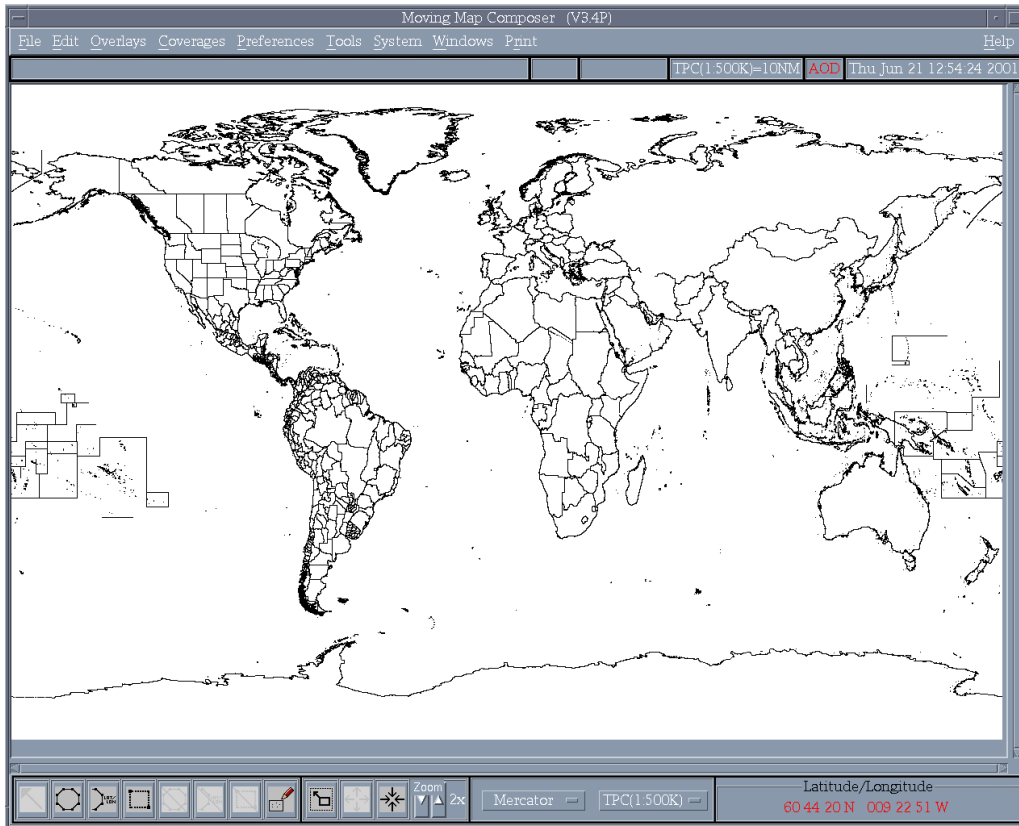 Moving Map Composer (V3.4P)
File Edit Overlays Coverages Preferences Tools System Windows Print Help
TPC(1:500K)=10NM AOD Thu Jun 21 12:54:24 2001
LAT/LON
Zoom
2x
Mercator
TPC(1:500K)
Latitude/Longitude
60 44 20 N 009 22 51 W